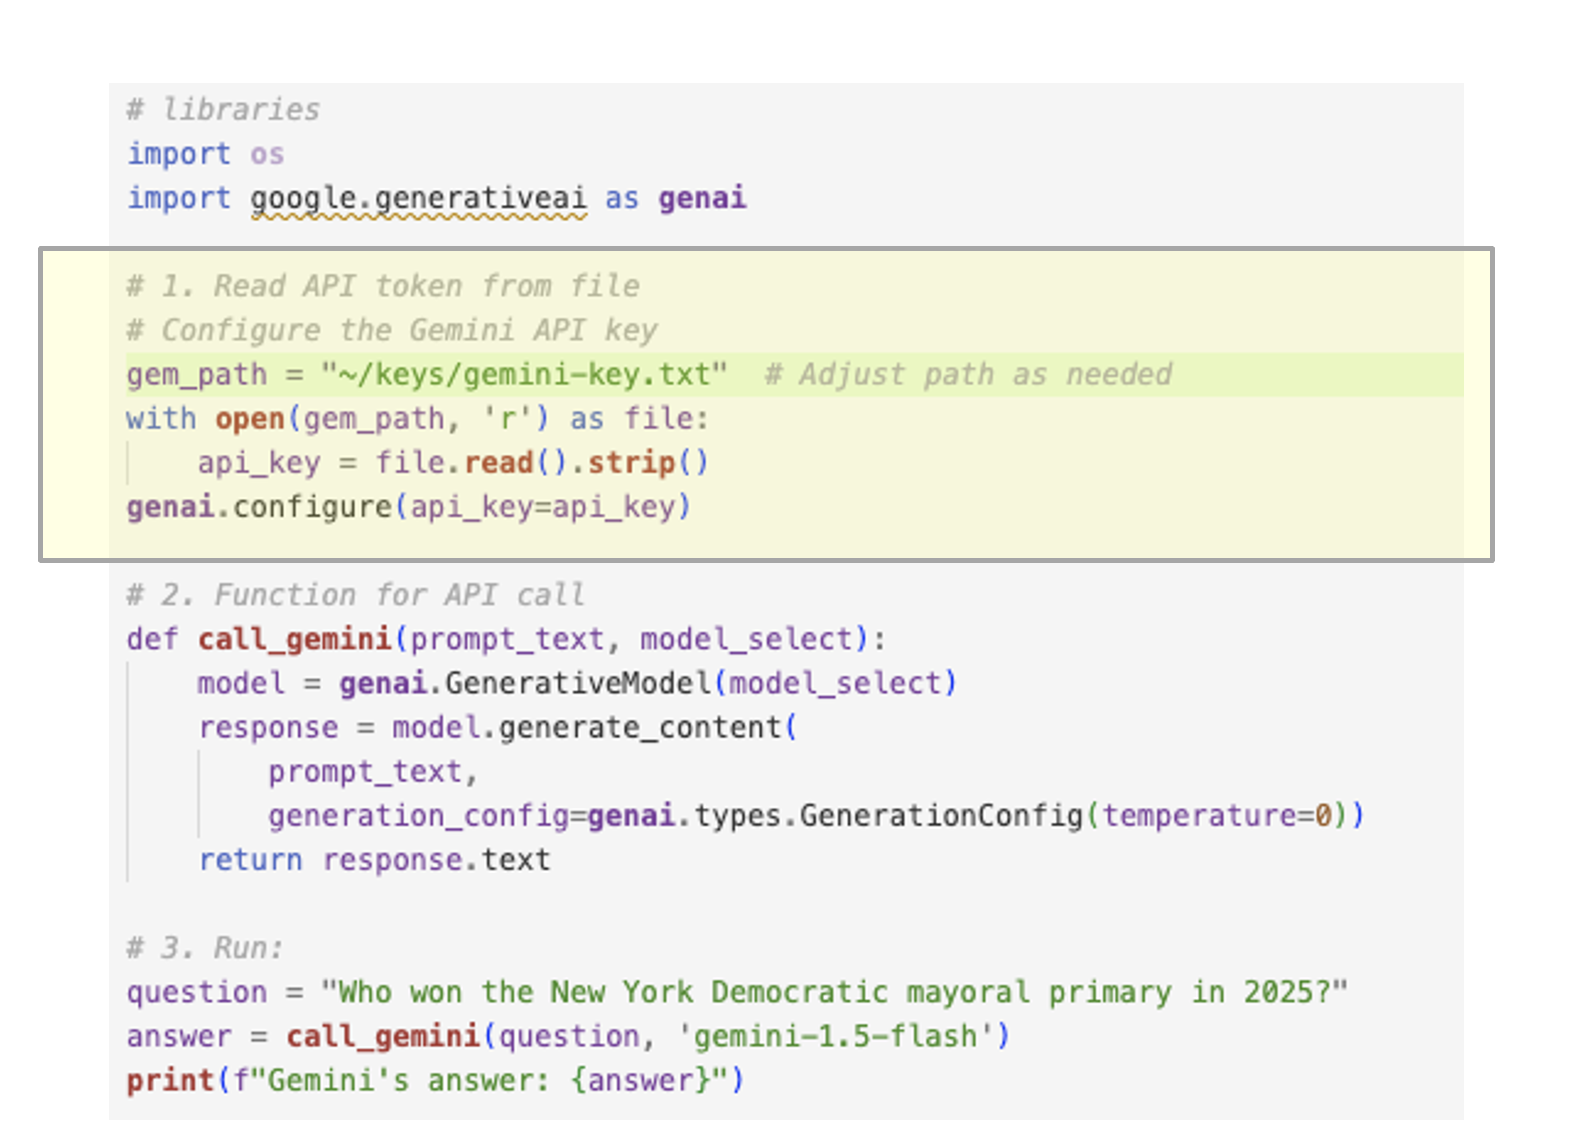 # libraries
import os
import google.generativeai as genai
# 1. Read API token from file
# Configure the Gemini API key
gem_path = "~/keys/gemini-key.txt"  # Adjust path as needed
with open(gem_path, 'r') as file:
    api_key = file.read().strip()
genai.configure(api_key=api_key)
# 2. Function for API call
def call_gemini(prompt_text, model_select):
    model = genai.GenerativeModel(model_select)
    response = model.generate_content(
        prompt_text,
        generation_config=genai.types.GenerationConfig(temperature=0))
    return response.text
# 3. Run:
question = "Who won the New York Democratic mayoral primary in 2025?"
answer = call_gemini(question, 'gemini-1.5-flash')
print(f"Gemini's answer: {answer}")